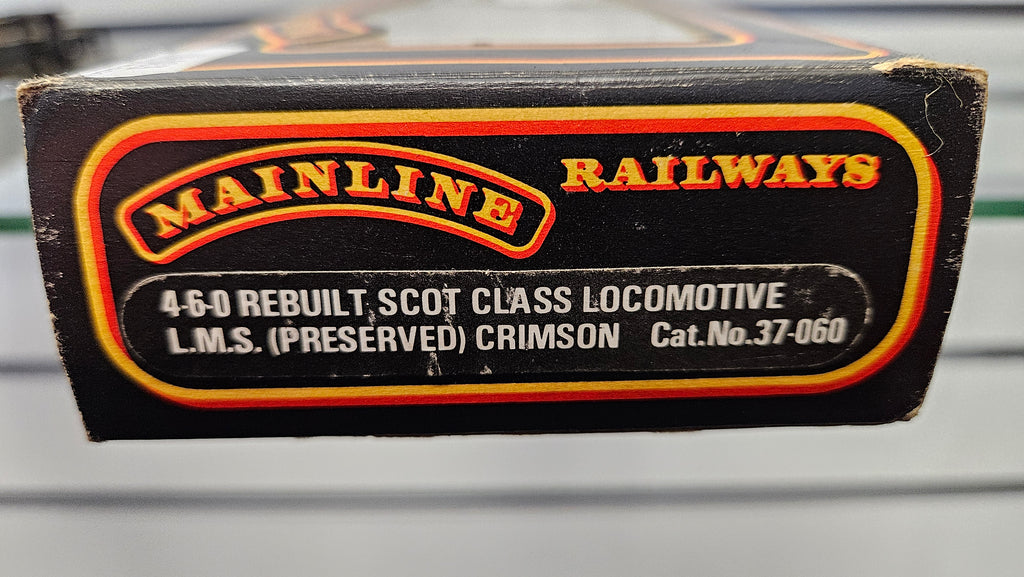 MAINLINE RAILWAYS
4-6-0 REBUILT SCOT CLASS LOCOMOTIVE
L.M.S. (PRESERVED) CRIMSON Cat.No.37-060